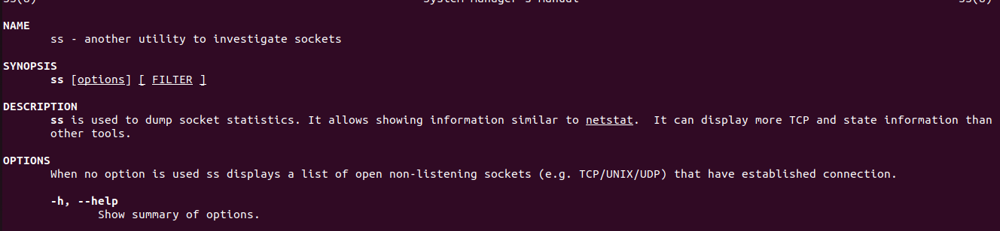 SS(8) System Manager's Manual SS(8)
NAME
ss - another utility to investigate sockets
SYNOPSIS
ss [options] [ FILTER ]
DESCRIPTION
ss is used to dump socket statistics. It allows showing information similar to netstat. It can display more TCP and state information than
other tools.
OPTIONS
When no option is used ss displays a list of open non-listening sockets (e.g. TCP/UNIX/UDP) that have established connection.
-h, --help
Show summary of options.